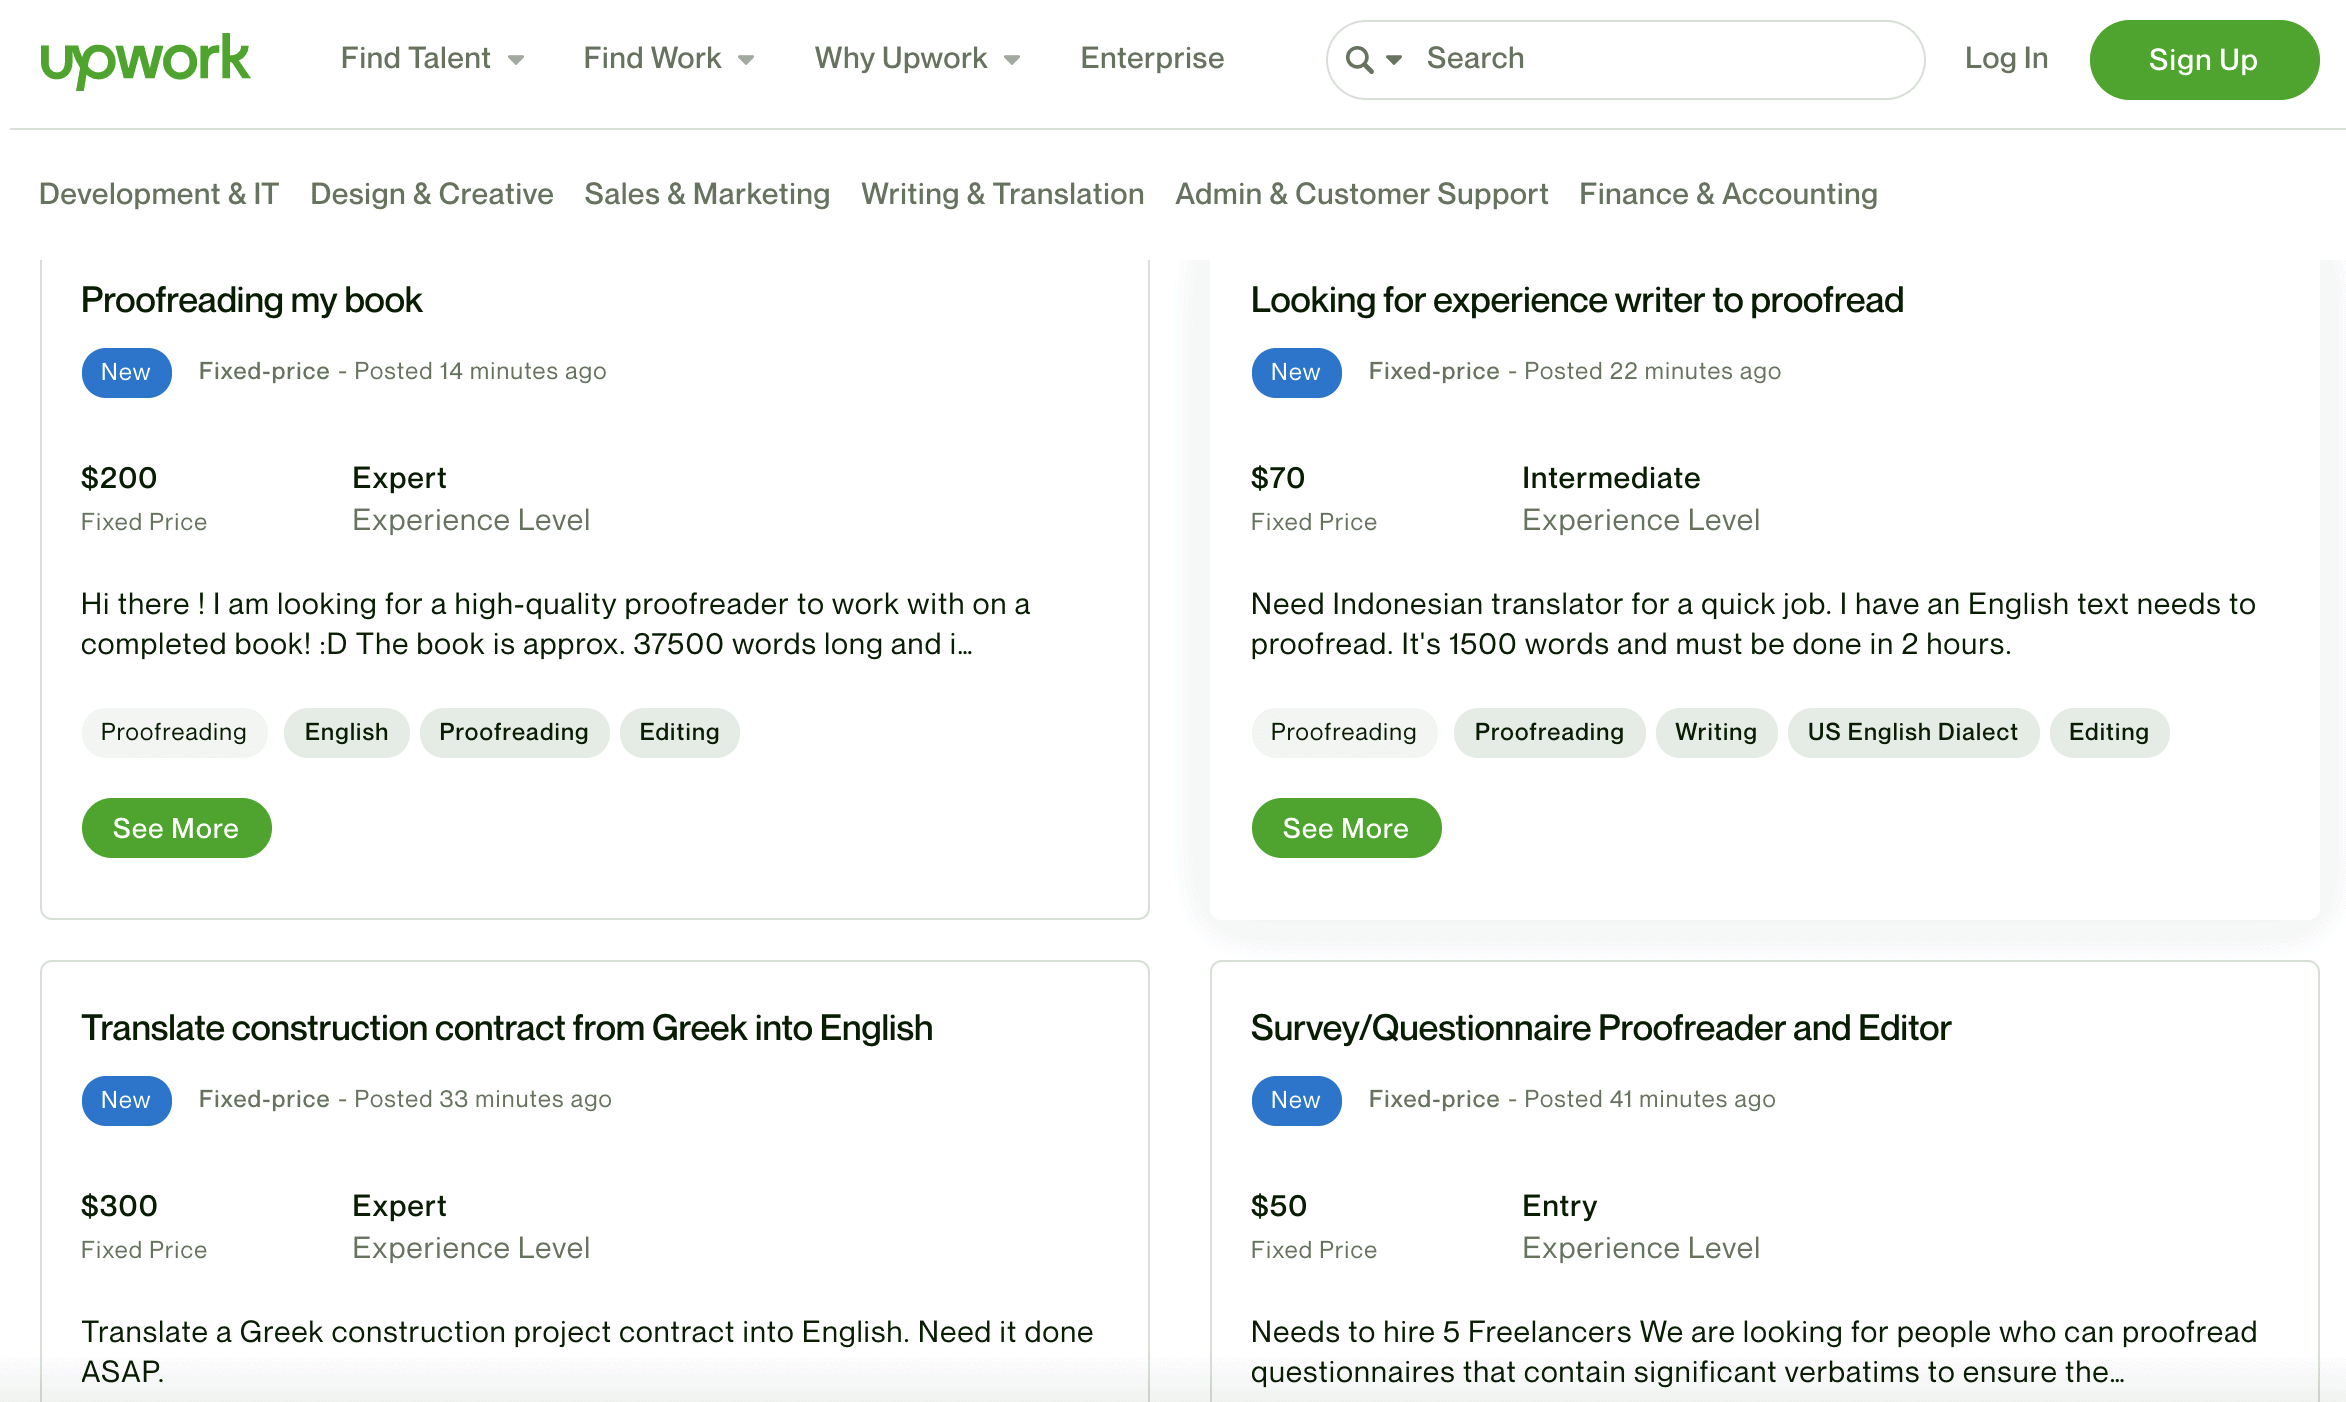 upwork
Find Talent
Find Work
Why Upwork
Enterprise
Search
Log In
Sign Up
Development & IT
Design & Creative
Sales & Marketing
Writing & Translation
Admin & Customer Support
Finance & Accounting
Proofreading my book
New
Fixed-price - Posted 14 minutes ago
$200
Expert
Fixed Price
Experience Level
Hi there ! I am looking for a high-quality proofreader to work with on a
completed book! :D The book is approx. 37500 words long and i...
Proofreading
English
Proofreading
Editing
See More
Looking for experience writer to proofread
New
Fixed-price - Posted 22 minutes ago
$70
Intermediate
Fixed Price
Experience Level
Need Indonesian translator for a quick job. I have an English text needs to
proofread. It's 1500 words and must be done in 2 hours.
Proofreading
Proofreading
Writing
US English Dialect
Editing
See More
Translate construction contract from Greek into English
New
Fixed-price - Posted 33 minutes ago
$300
Expert
Fixed Price
Experience Level
Translate a Greek construction project contract into English. Need it done
ASAP.
Survey/Questionnaire Proofreader and Editor
New
Fixed-price - Posted 41 minutes ago
$50
Entry
Fixed Price
Experience Level
Needs to hire 5 Freelancers We are looking for people who can proofread
questionnaires that contain significant verbatims to ensure the...